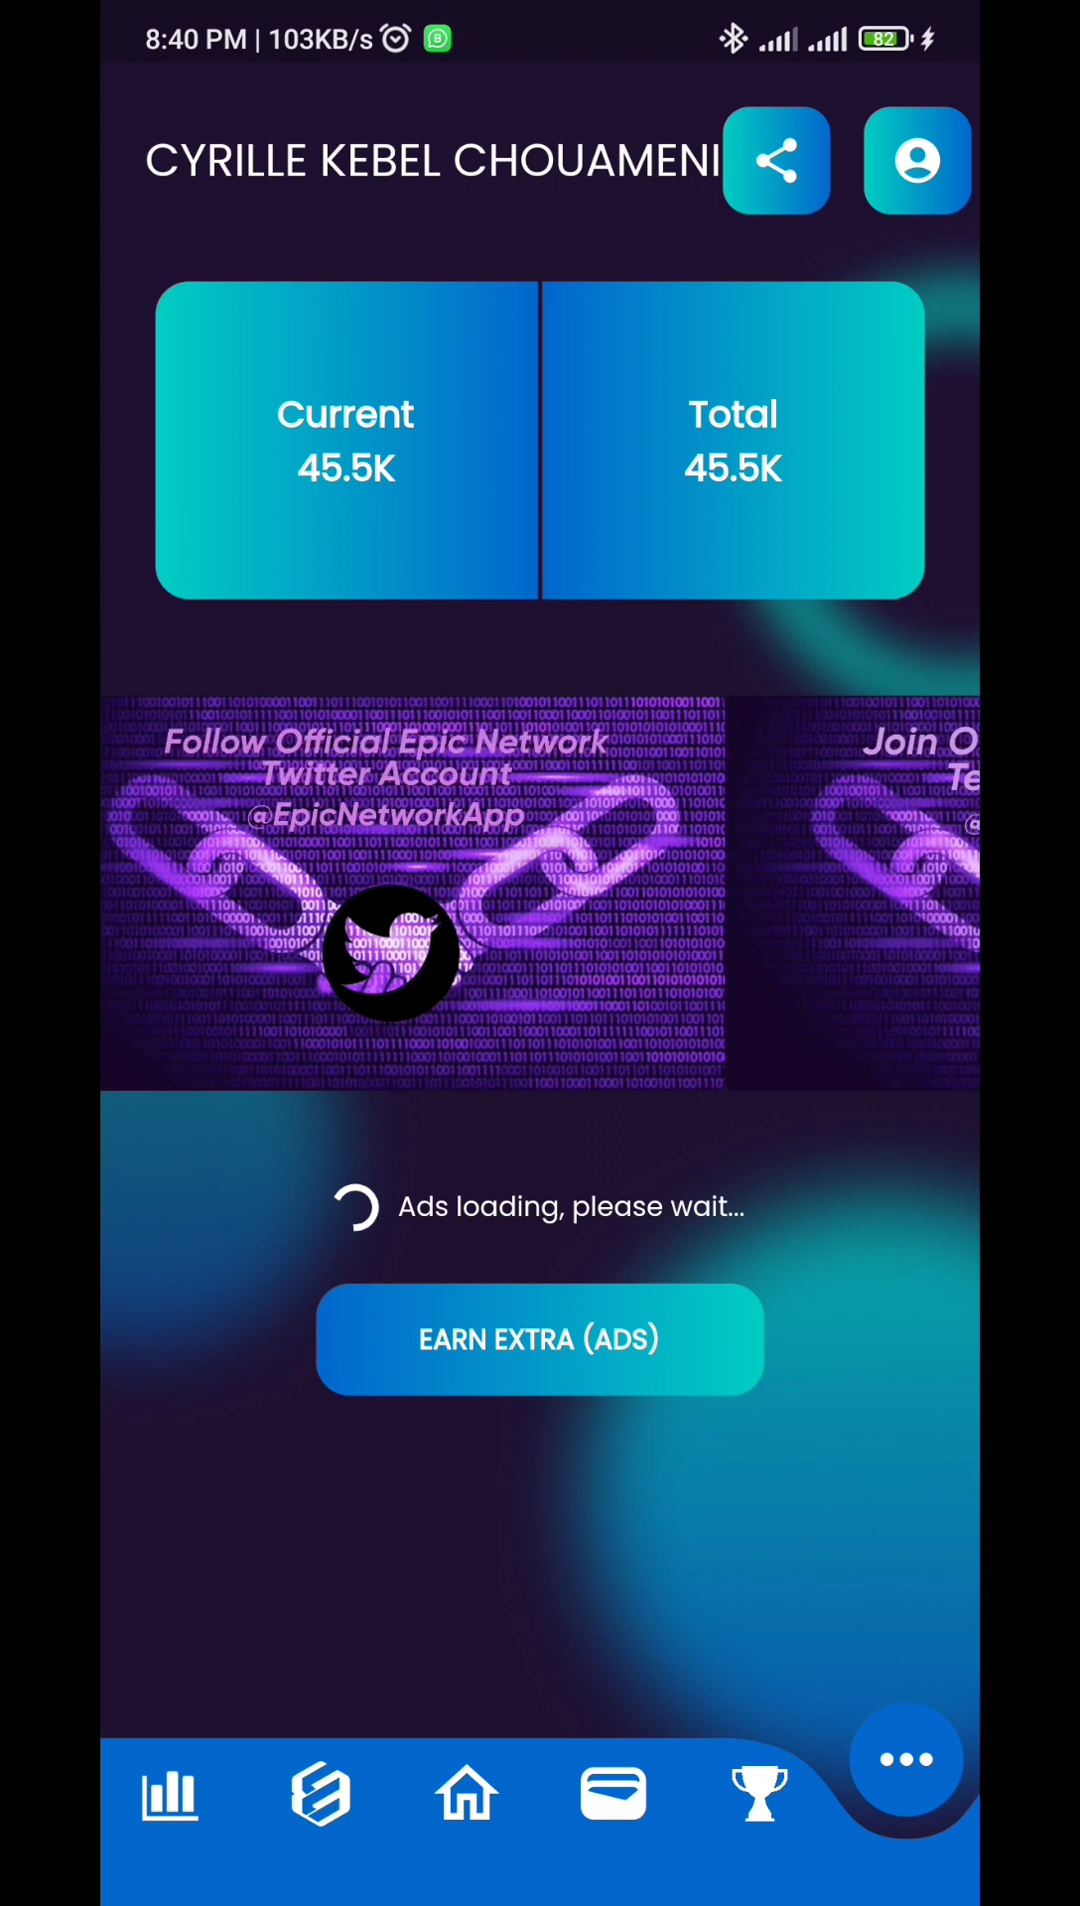 8:40 PM | 103KB/s
82
CYRILLE KEBEL CHOUAMENI
Current
45.5K
Total
45.5K
Follow Official Epic Network
Twitter Account
@EpicNetworkApp
Join O
Te
@
Ads loading, please wait...
EARN EXTRA (ADS)